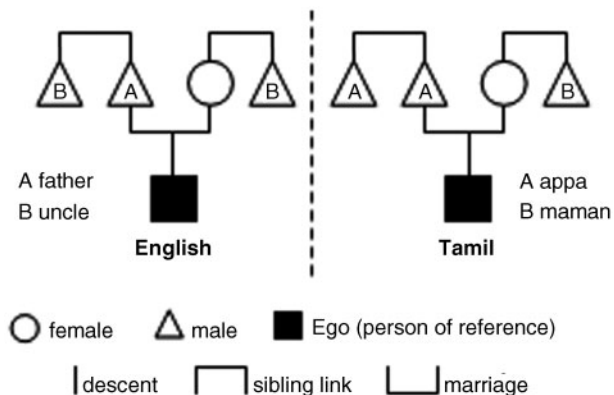 B A B A A B
A father
B uncle
English
A appa
B maman
Tamil
female male Ego (person of reference)
descent sibling link marriage